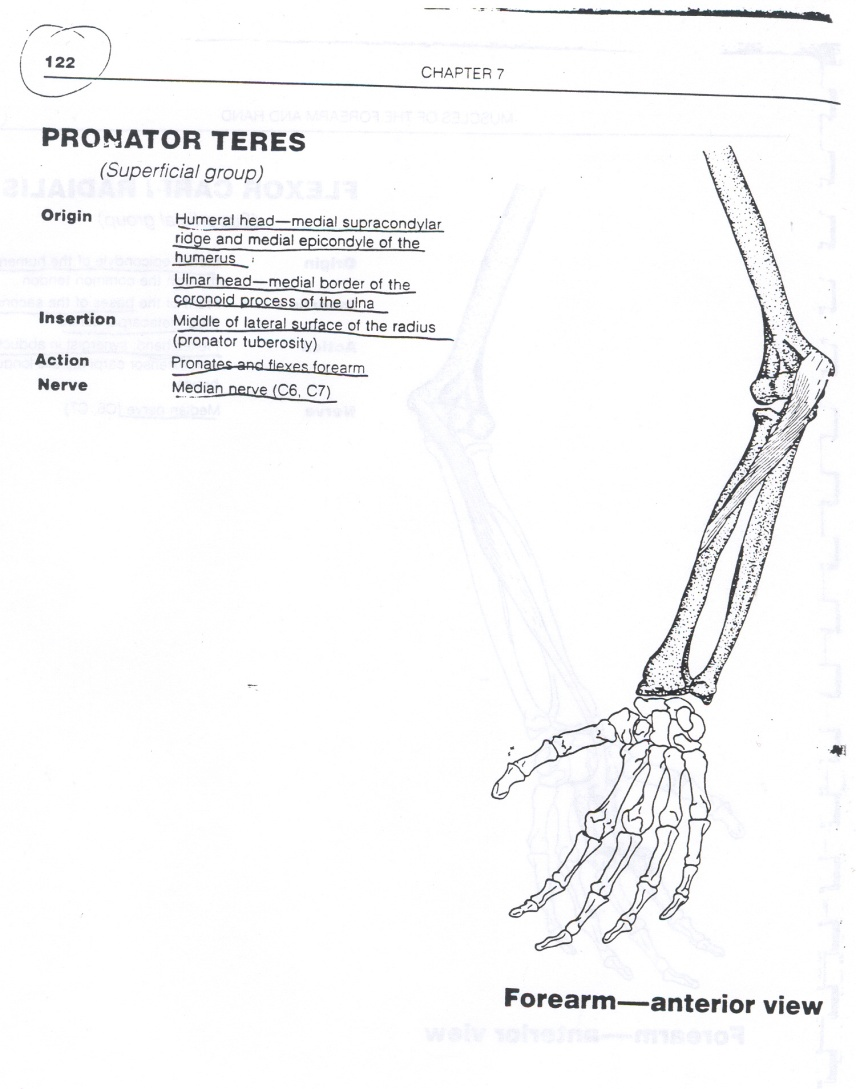 122
CHAPTER 7
PRONATOR TERES
(Superficial group)
Origin Humeral head—medial supracondylar
ridge and medial epicondyle of the
humerus
Ulnar head—medial border of the
coronoid process of the ulna
Insertion Middle of lateral surface of the radius
(pronator tuberosity)
Action Pronates and flexes forearm
Nerve Median nerve (C6, C7)
Forearm—anterior view